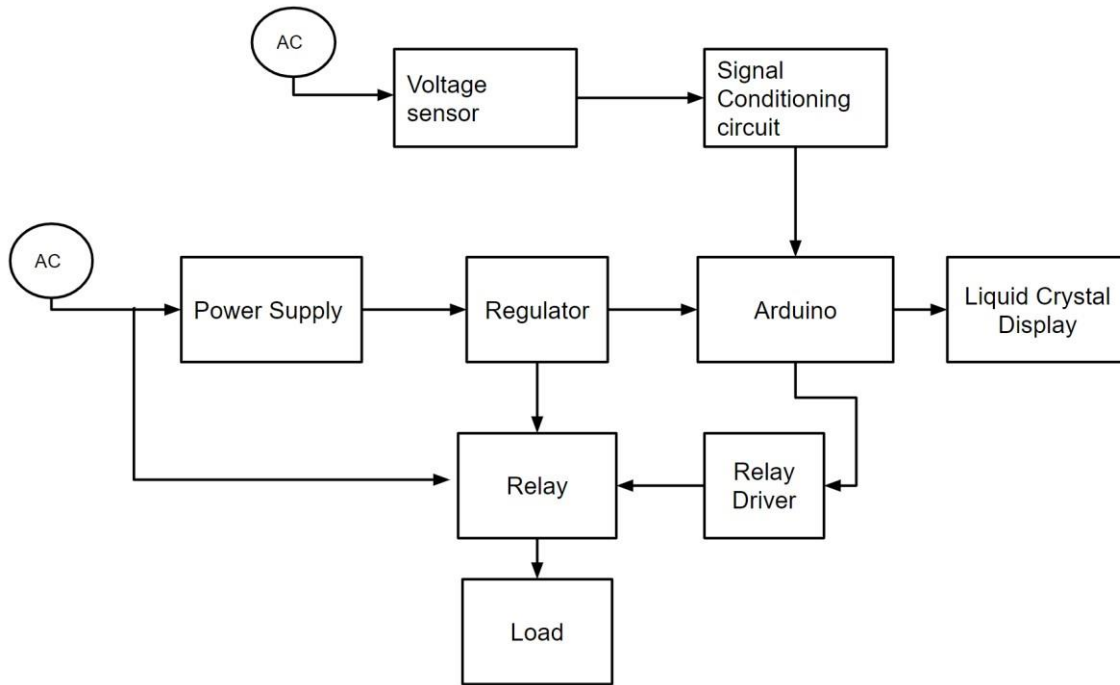 AC
Voltage
sensor
Signal
Conditioning
circuit
AC
Power Supply
Regulator
Arduino
Liquid Crystal
Display
Relay
Relay
Driver
Load